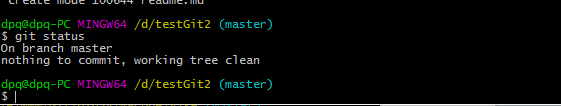 create mode 100644 readme.md
dpq@dpq-PC MINGW64 /d/testGit2 (master)
$ git status
On branch master
nothing to commit, working tree clean
dpq@dpq-PC MINGW64 /d/testGit2 (master)
$